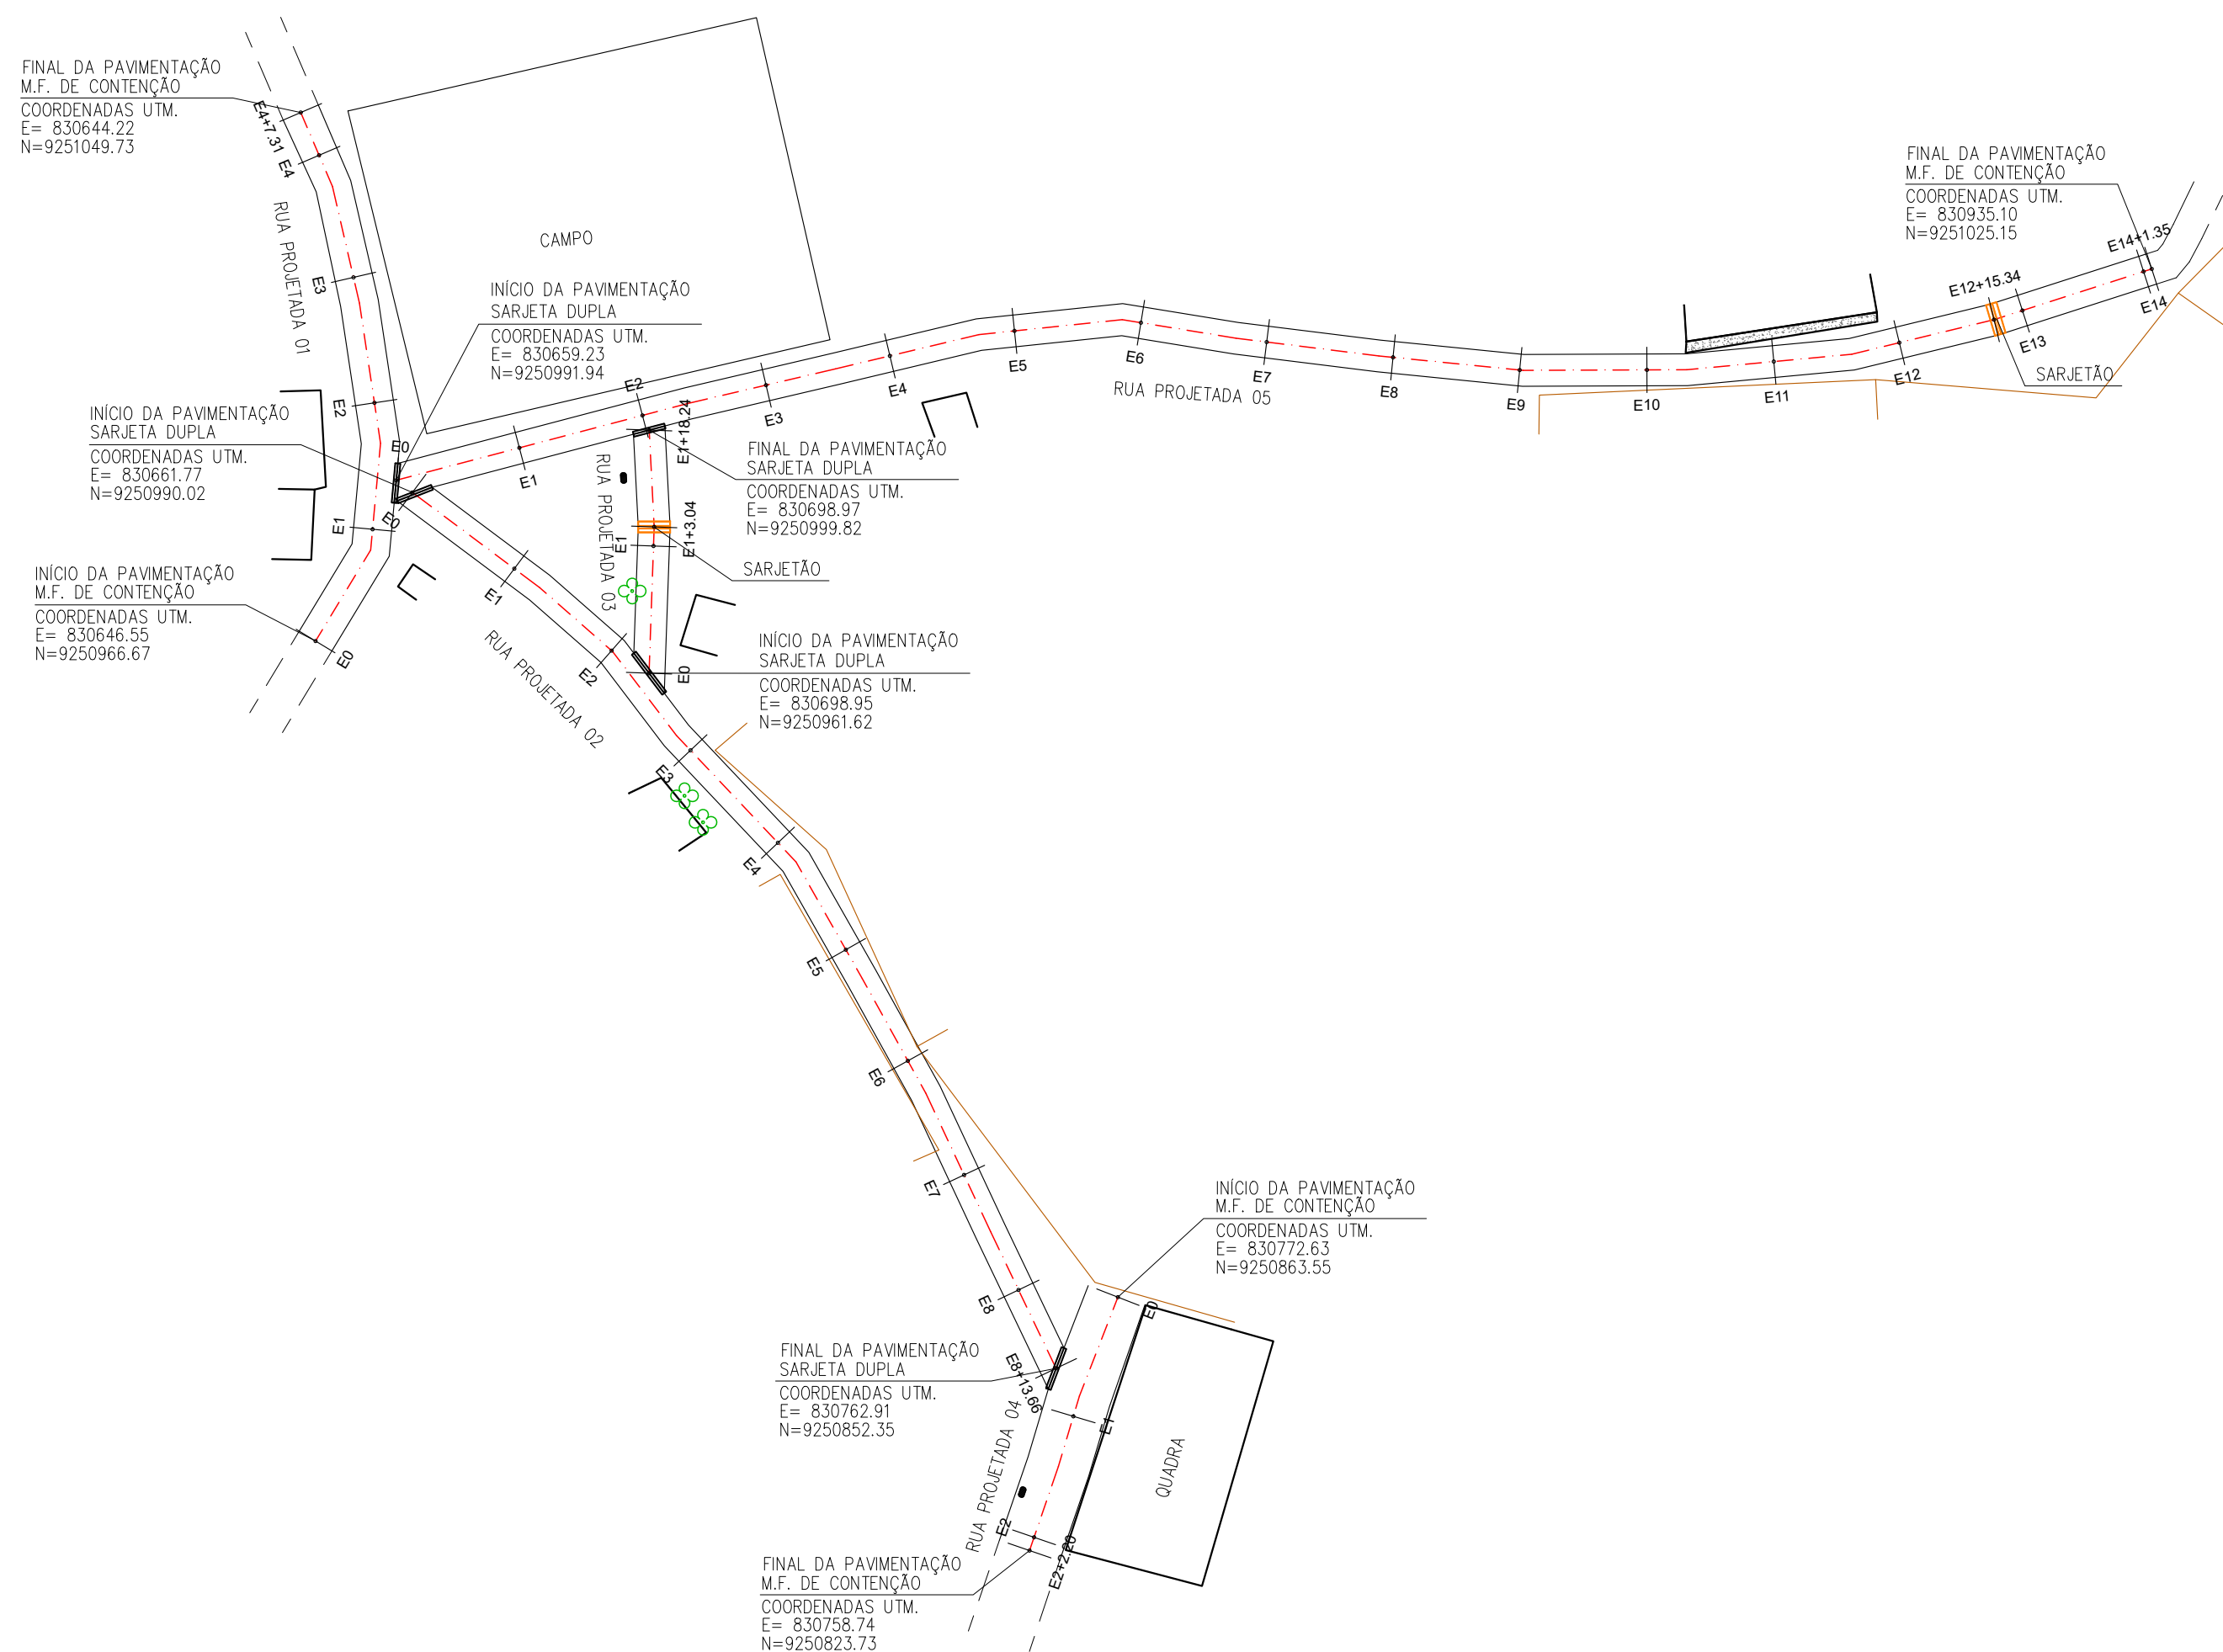 FINAL DA PAVIMENTAÇÃO
M.F. DE CONTENÇÃO
COORDENADAS UTM.
E= 830644.22
N=9251049.73
E4+7.31
E4
RUA PROJETADA 01
E3
E2
E1
E0
CAMPO
INÍCIO DA PAVIMENTAÇÃO
SARJETA DUPLA
COORDENADAS UTM.
E= 830659.23
N=9250991.94
INÍCIO DA PAVIMENTAÇÃO
SARJETA DUPLA
COORDENADAS UTM.
E= 830661.77
N=9250990.02
INÍCIO DA PAVIMENTAÇÃO
M.F. DE CONTENÇÃO
COORDENADAS UTM.
E= 830646.55
N=9250966.67
E0
E1
E2
E3
E4
E5
E6
RUA PROJETADA 05
E7
E8
E9
E10
E11
E12
E12+15.34
E13
E14
E14+1.35
FINAL DA PAVIMENTAÇÃO
M.F. DE CONTENÇÃO
COORDENADAS UTM.
E= 830935.10
N=9251025.15
SARJETÃO
E1+18.24
FINAL DA PAVIMENTAÇÃO
SARJETA DUPLA
COORDENADAS UTM.
E= 830698.97
N=9250999.82
RUA PROJETADA 03
E1+3.04
E1
SARJETÃO
E0
INÍCIO DA PAVIMENTAÇÃO
SARJETA DUPLA
COORDENADAS UTM.
E= 830698.95
N=9250961.62
E0
E1
E2
RUA PROJETADA 02
E3
E4
E5
E6
E7
E8
E8+13.66
FINAL DA PAVIMENTAÇÃO
SARJETA DUPLA
COORDENADAS UTM.
E= 830762.91
N=9250852.35
INÍCIO DA PAVIMENTAÇÃO
M.F. DE CONTENÇÃO
COORDENADAS UTM.
E= 830772.63
N=9250863.55
E0
E1
RUA PROJETADA 04
QUADRA
E2
E2+2.20
FINAL DA PAVIMENTAÇÃO
M.F. DE CONTENÇÃO
COORDENADAS UTM.
E= 830758.74
N=9250823.73